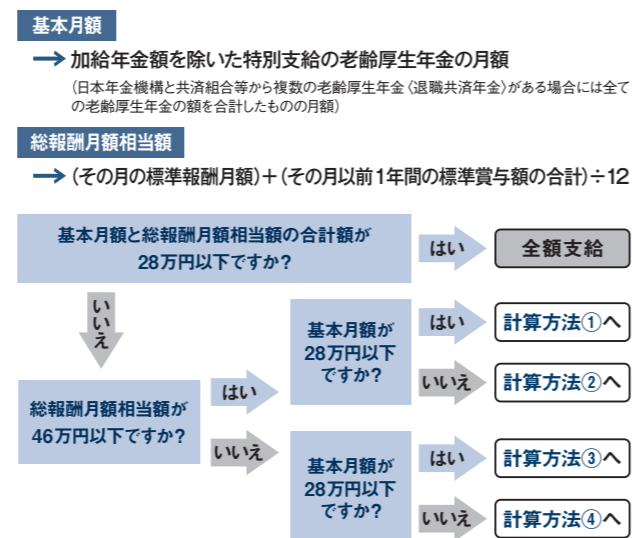 基本月額
→ 加給年金額を除いた特別支給の老齢厚生年金の月額
(日本年金機構と共済組合等から複数の老齢厚生年金〈退職共済年金〉がある場合には全て
の老齢厚生年金の額を合計したものの月額)
総報酬月額相当額
→ (その月の標準報酬月額)＋(その月以前1年間の標準賞与額の合計)÷12
基本月額と総報酬月額相当額の合計額が
28万円以下ですか？
はい
全額支給
いいえ
基本月額が
28万円以下
ですか？
はい
計算方法①へ
いいえ
計算方法②へ
総報酬月額相当額が
46万円以下ですか？
はい
いいえ
基本月額が
28万円以下
ですか？
はい
計算方法③へ
いいえ
計算方法④へ